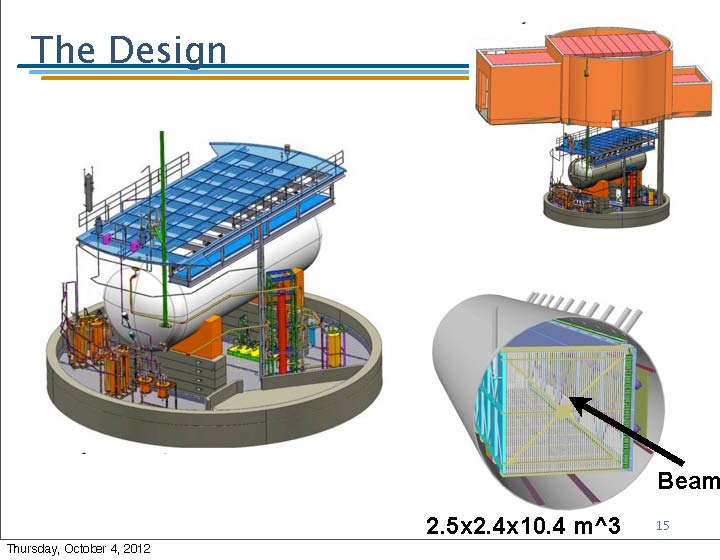 The Design
Beam
2.5x2.4x10.4 m^3
15
Thursday, October 4, 2012